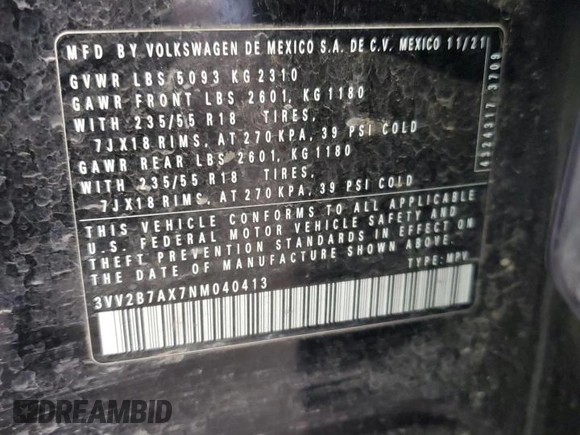 MFD BY VOLKSWAGEN DE MEXICO S.A. DE C.V. MEXICO 11/21
GVWR LBS 5093 KG 2310
GAWR FRONT LBS 2601, KG 1180
WITH 235/55 R18 TIRES,
7JX18 RIMS, AT 270 KPA, 39 PSI COLD
GAWR REAR LBS 2601, KG 1180
WITH 235/55 R18 TIRES,
7JX18 RIMS, AT 270 KPA, 39 PSI COLD
THIS VEHICLE CONFORMS TO ALL APPLICABLE
U.S. FEDERAL MOTOR VEHICLE SAFETY AND
THEFT PREVENTION STANDARDS IN EFFECT ON
THE DATE OF MANUFACTURE SHOWN ABOVE.
3VV2B7AX7NM040413 TYPE: MPV
3709
DREAMBID